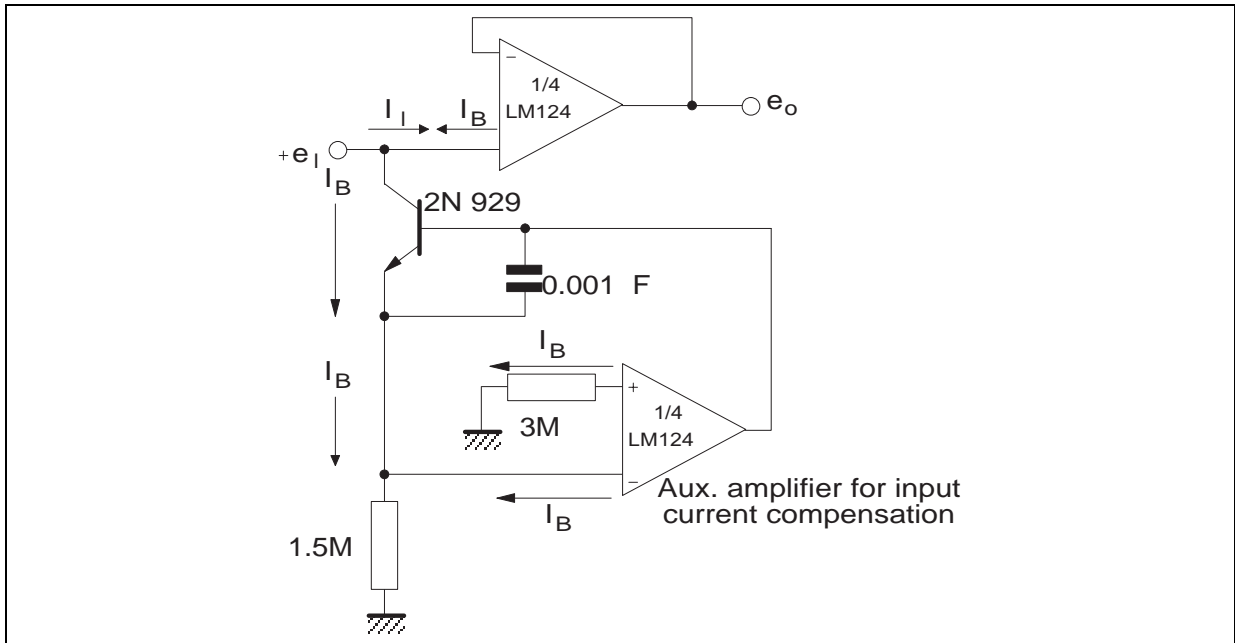 1/4
LM124
e o
I I
I B
+e I
I B
2N 929
0.001 F
I B
I B
+
3M
1/4
LM124
I B
Aux. amplifier for input
current compensation
1.5M